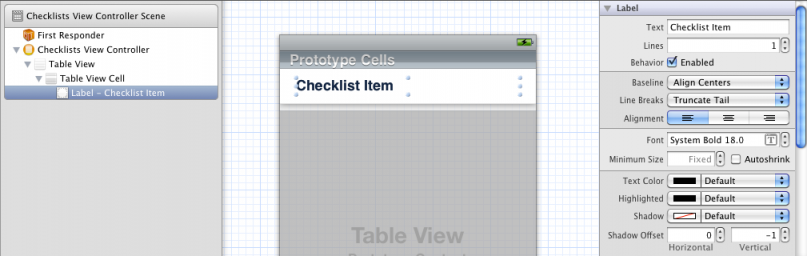 Checklists View Controller Scene
First Responder
Checklists View Controller
Table View
Table View Cell
Label - Checklist Item
Prototype Cells
Checklist Item
Table View
Label
Text Checklist Item
Lines 1
Behavior Enabled
Baseline Align Centers
Line Breaks Truncate Tail
Alignment
Font System Bold 18.0 T
Minimum Size Fixed Autoshrink
Text Color Default
Highlighted Default
Shadow Default
Shadow Offset 0 -1
Horizontal Vertical